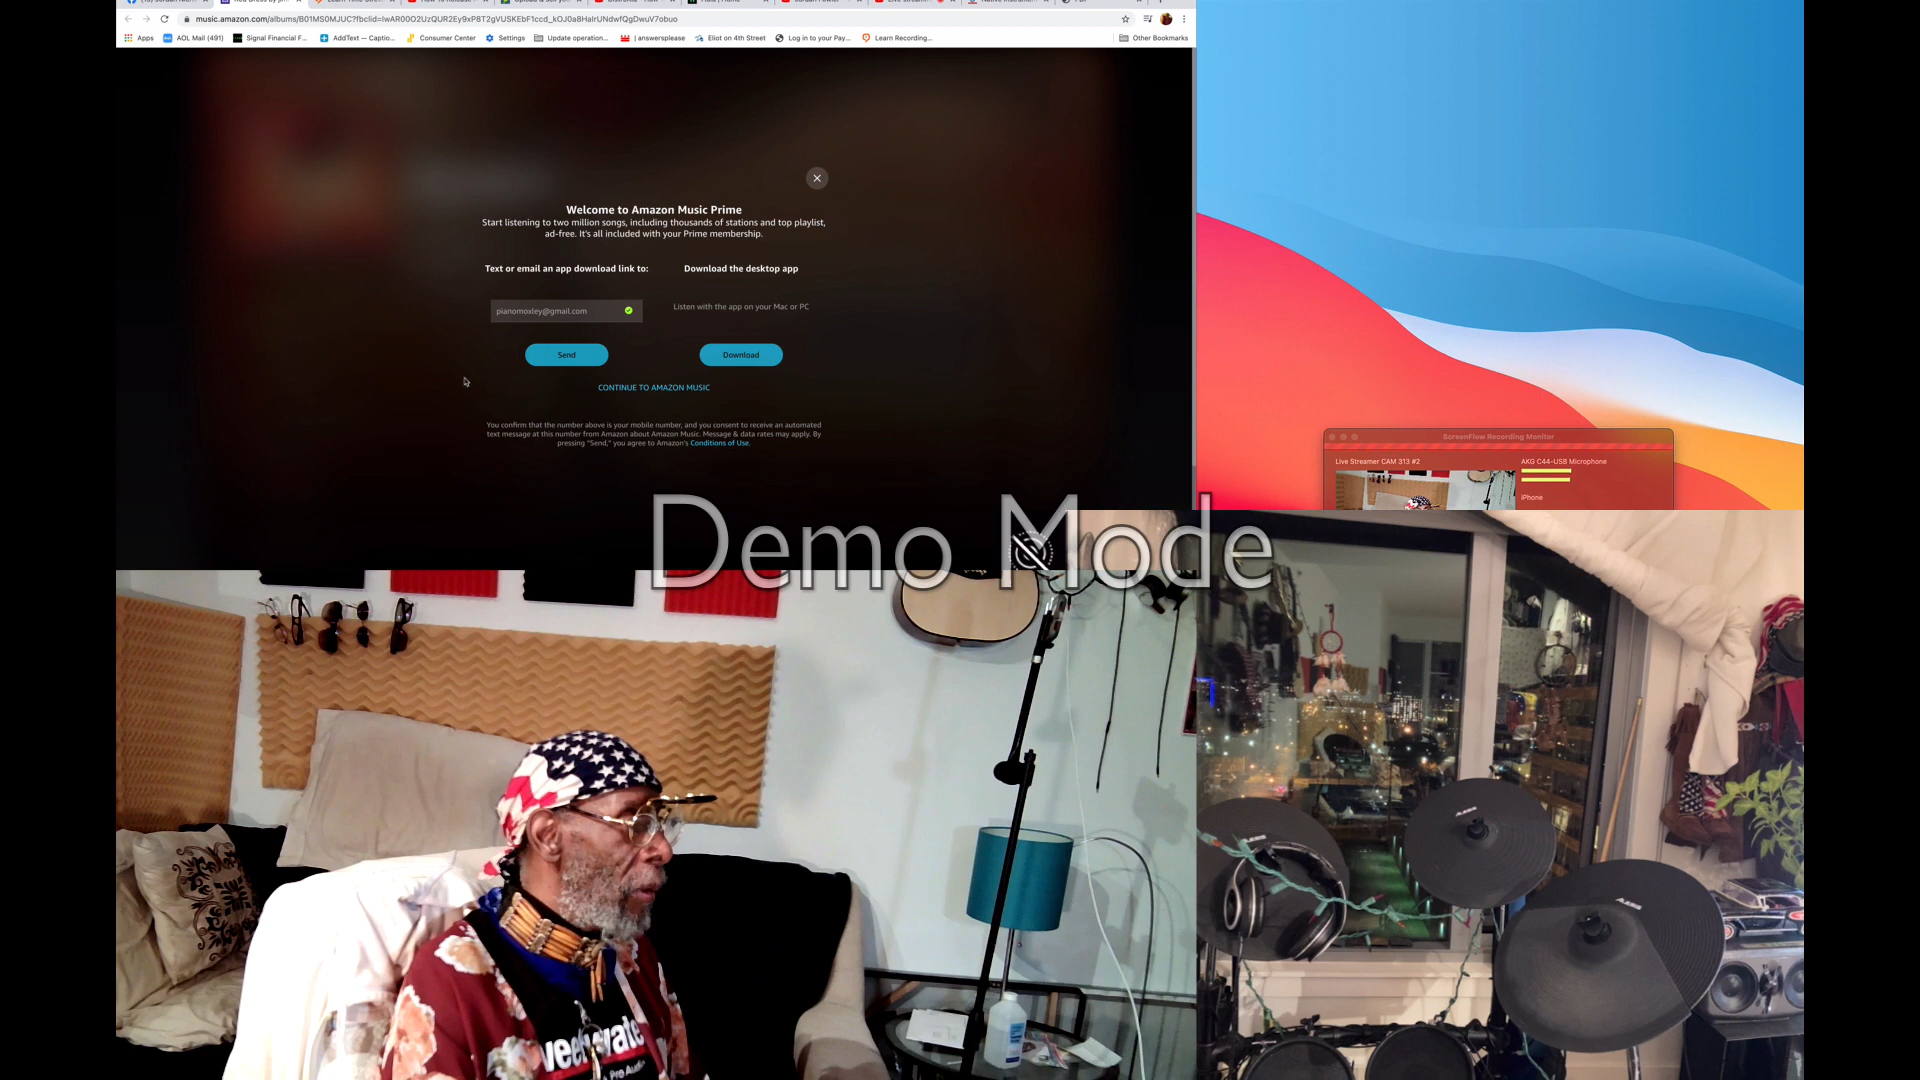 music.amazon.com/albums/B01MS0MJUC?fbclid=IwAR00O2UzQUR2Ey9xP8T2gVUSKEbF1ccd_kOJ0a8HaIrUNdwfQgDwuV7obuo
Apps AOL Mail (491) Signal Financial F... AddText — Captio... Consumer Center Settings Update operation... | answersplease Eliot on 4th Street Log in to your Pay... Learn Recording... Other Bookmarks
Welcome to Amazon Music Prime
Start listening to two million songs, including thousands of stations and top playlist,
ad-free. It's all included with your Prime membership.
Text or email an app download link to:
Download the desktop app
pianomoxley@gmail.com
Listen with the app on your Mac or PC
Send
Download
CONTINUE TO AMAZON MUSIC
You confirm that the number above is your mobile number, and you consent to receive an automated
text message at this number from Amazon about Amazon Music. Message & data rates may apply. By
pressing "Send," you agree to Amazon's Conditions of Use.
ScreenFlow Recording Monitor
Live Streamer CAM 313 #2
AKG C44-USB Microphone
iPhone
Demo Mode
ALESIS
ALESIS
Pro Audio